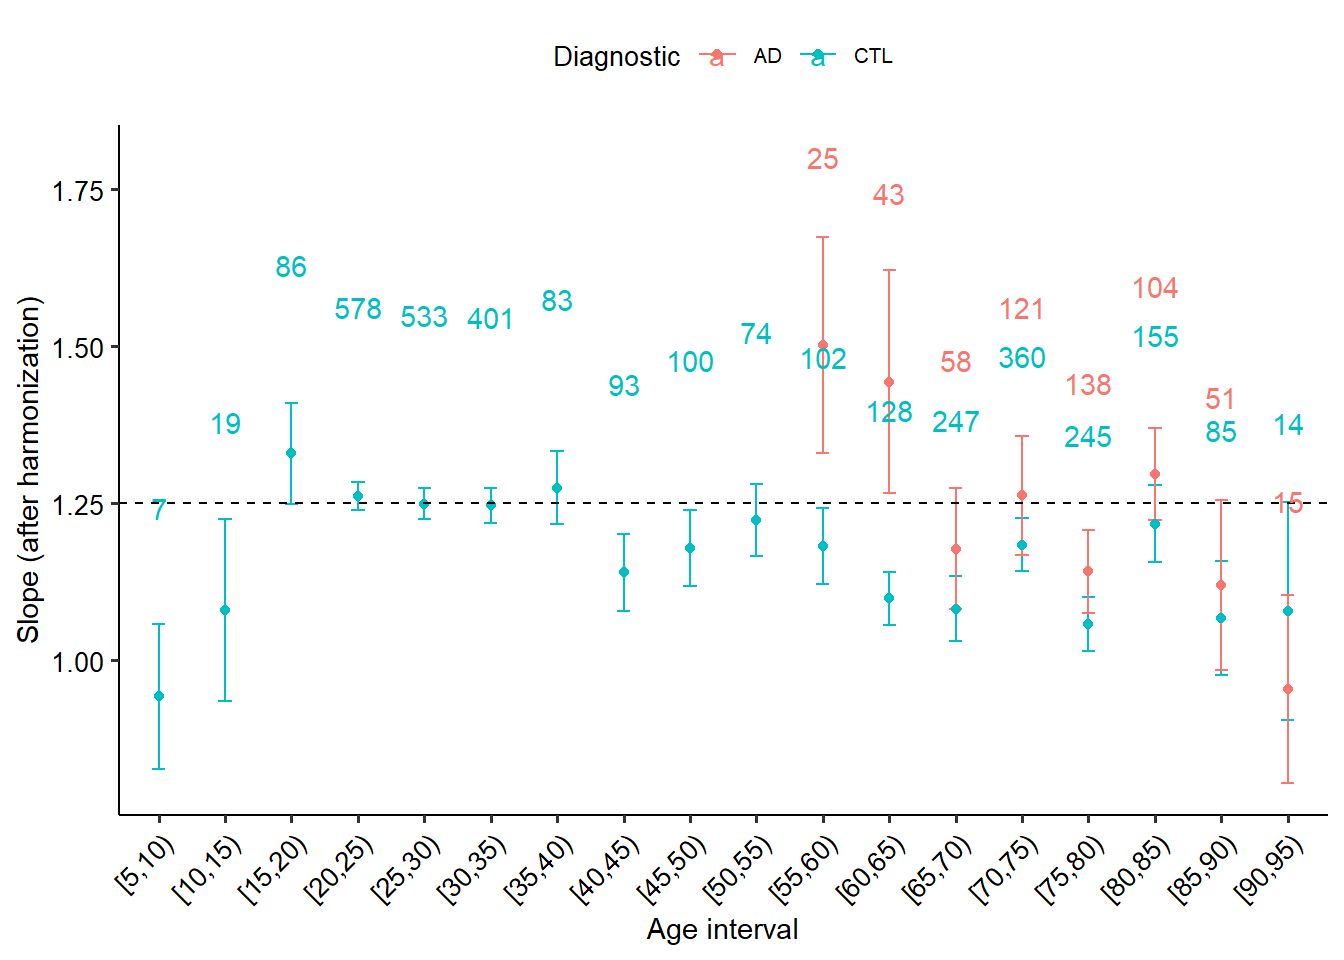 Diagnostic a AD a CTL
25
1.75
43
86
104
578 533 401 83 121
1.50
74 102 360 155
93 100 58 138
19 128 247 245 51 85 14
7
1.25
15
1.00
Slope (after harmonization)
[5,10) [10,15) [15,20) [20,25) [25,30) [30,35) [35,40) [40,45) [45,50) [50,55) [55,60) [60,65) [65,70) [70,75) [75,80) [80,85) [85,90) [90,95)
Age interval